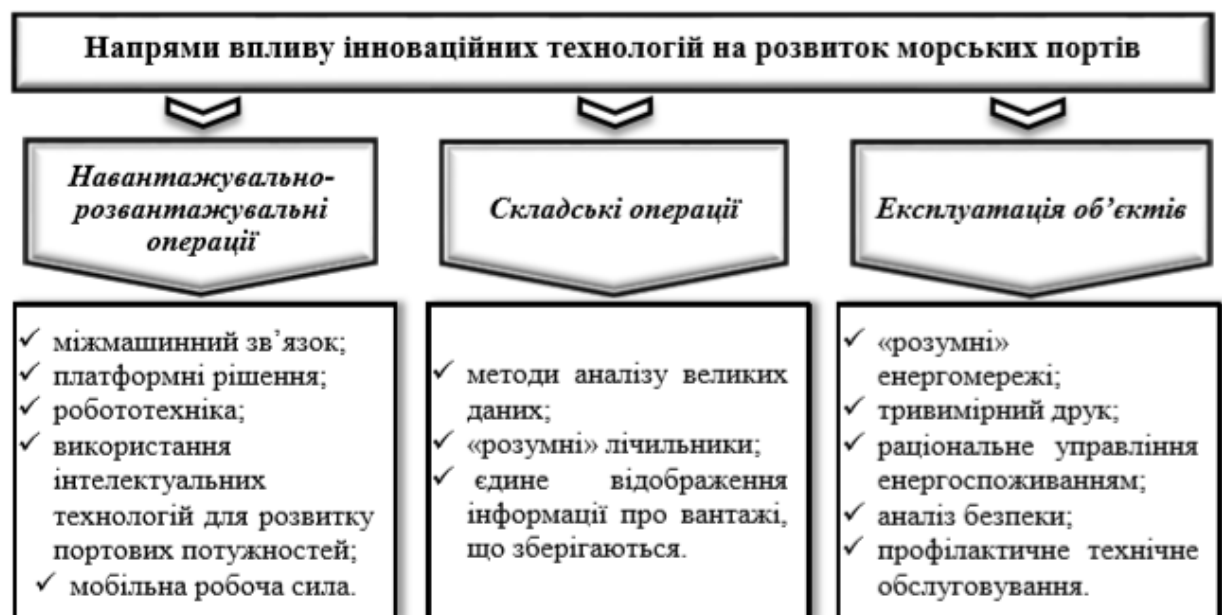 Напрями впливу інноваційних технологій на розвиток морських портів
Навантажувально-
розвантажувальні
операції
✓ міжмашинний зв’язок;
✓ платформні рішення;
✓ робототехніка;
✓ використання
інтелектуальних
технологій для розвитку
портових потужностей;
✓ мобільна робоча сила.
Складські операції
✓ методи аналізу великих
даних;
✓ «розумні» лічильники;
✓ єдине відображення
інформації про вантажі,
що зберігаються.
Експлуатація об’єктів
✓ «розумні»
енергомережі;
✓ тривимірний друк;
✓ раціональне управління
енергоспоживанням;
✓ аналіз безпеки;
✓ профілактичне технічне
обслуговування.